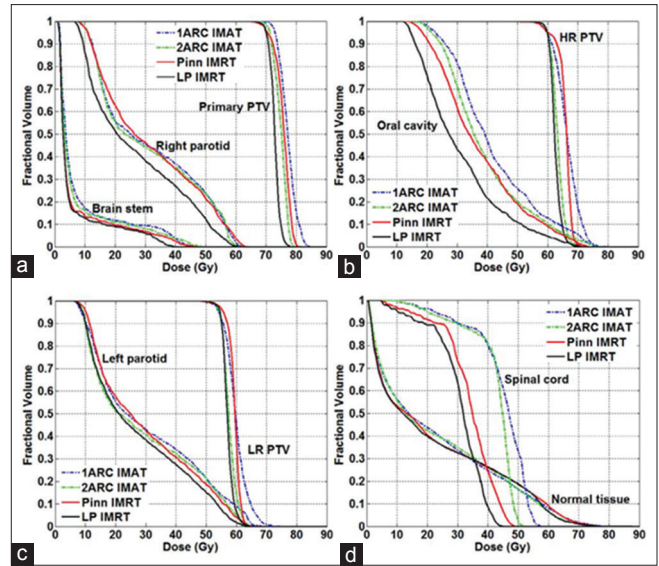 1
0.9
0.8
0.7
0.6
0.5
0.4
0.3
0.2
0.1
0
Fractional Volume
1ARC IMAT
2ARC IMAT
Pinn IMRT
LP IMRT
Primary PTV
Right parotid
Brain stem
0 10 20 30 40 50 60 70 80 90
Dose (Gy)
a
1
0.9
0.8
0.7
0.6
0.5
0.4
0.3
0.2
0.1
0
Fractional Volume
HR PTV
Oral cavity
1ARC IMAT
2ARC IMAT
Pinn IMRT
LP IMRT
0 10 20 30 40 50 60 70 80 90
Dose (Gy)
b
1
0.9
0.8
0.7
0.6
0.5
0.4
0.3
0.2
0.1
0
Fractional Volume
Left parotid
LR PTV
1ARC IMAT
2ARC IMAT
Pinn IMRT
LP IMRT
0 10 20 30 40 50 60 70 80 90
Dose (Gy)
c
1
0.9
0.8
0.7
0.6
0.5
0.4
0.3
0.2
0.1
0
Fractional Volume
1ARC IMAT
2ARC IMAT
Pinn IMRT
LP IMRT
Spinal cord
Normal tissue
0 10 20 30 40 50 60 70 80 90
Dose (Gy)
d